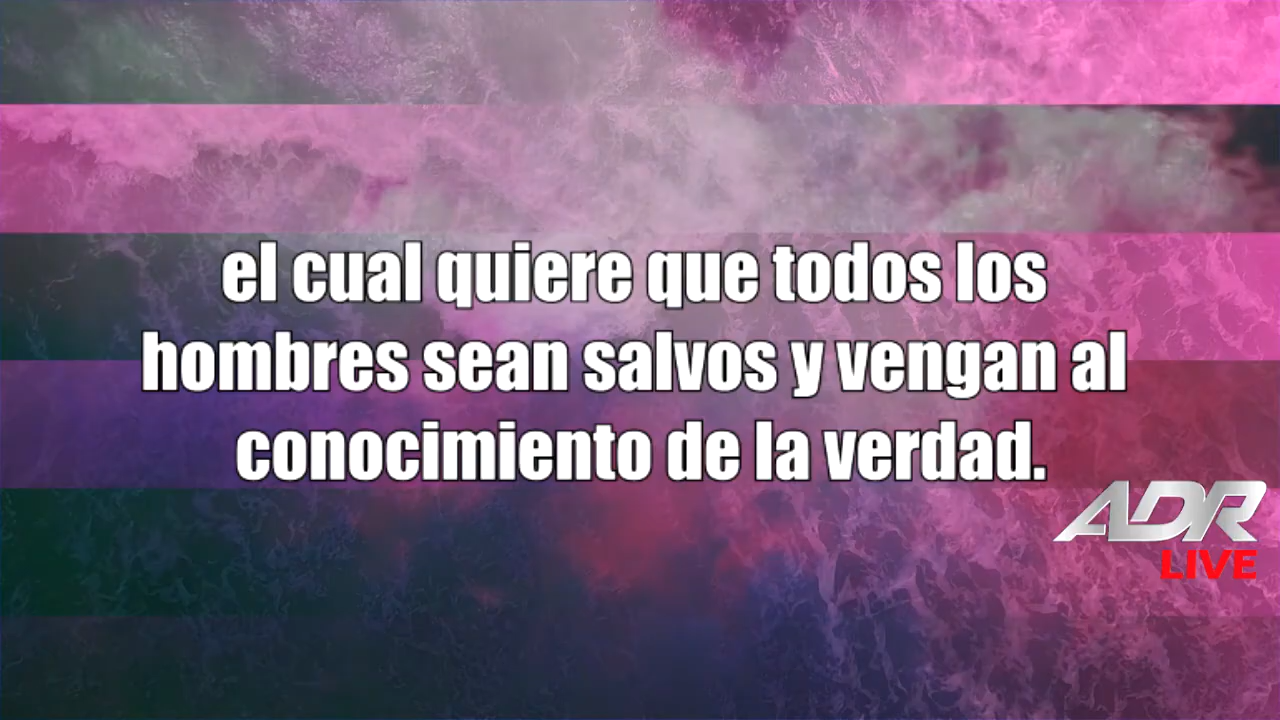 el cual quiere que todos los
hombres sean salvos y vengan al
conocimiento de la verdad.
ADR
LIVE